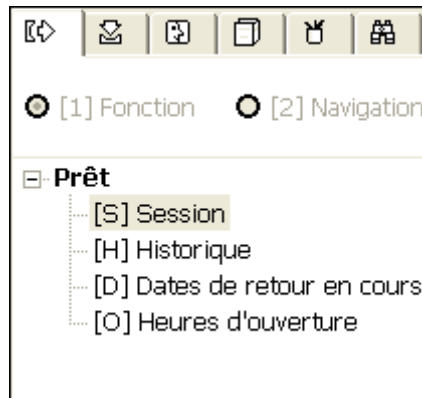 [1] Fonction [2] Navigation
Prêt
[S] Session
[H] Historique
[D] Dates de retour en cours
[O] Heures d'ouverture